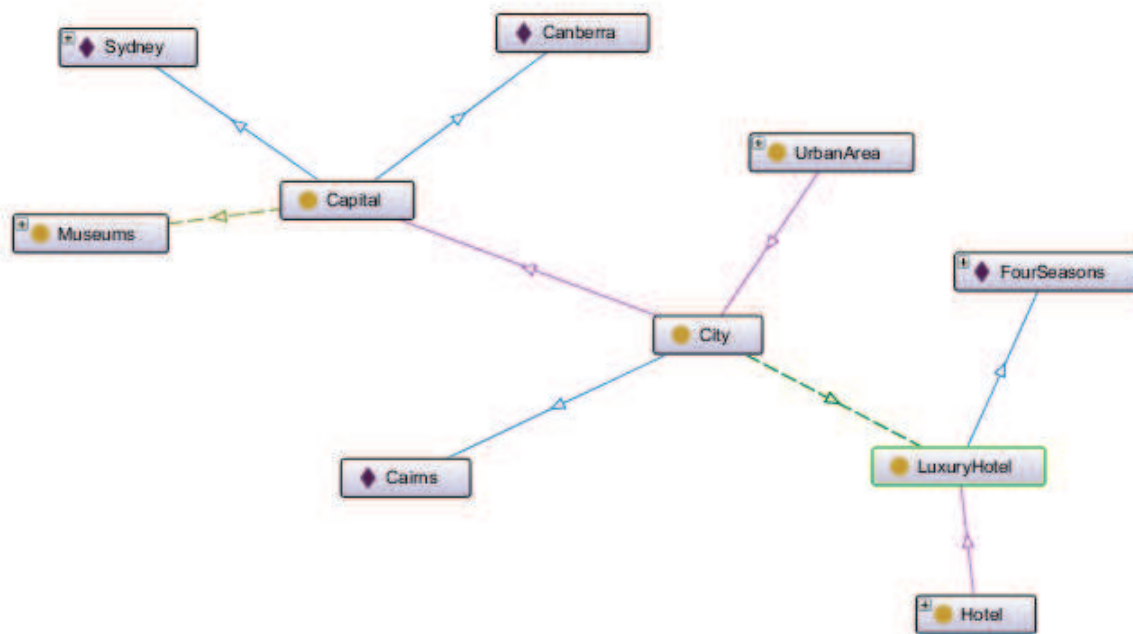 Sydney
Canberra
UrbanArea
Capital
Museums
FourSeasons
City
Cairns
LuxuryHotel
Hotel